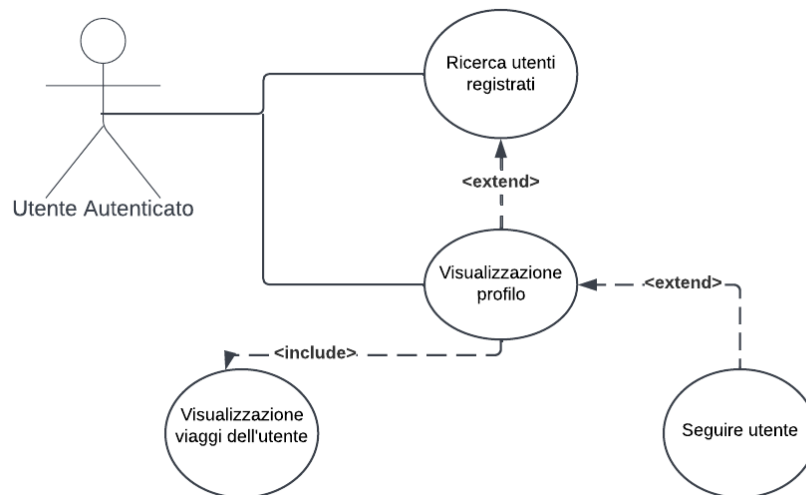 Ricerca utenti
registrati
<extend>
Utente Autenticato
Visualizzazione
profilo
<extend>
<include>
Visualizzazione
viaggi dell'utente
Seguire utente